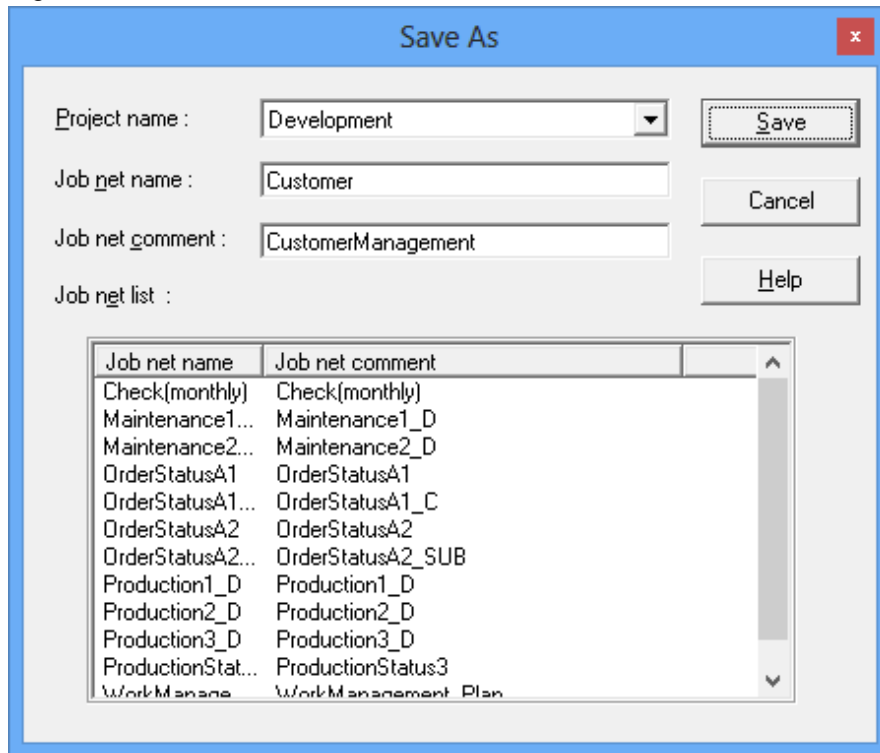 Save As
x
Project name : Development Save
Job net name : Customer
Cancel
Job net comment : CustomerManagement
Help
Job net list :
Job net name Job net comment
Check(monthly) Check(monthly)
Maintenance1... Maintenance1_D
Maintenance2... Maintenance2_D
OrderStatusA1 OrderStatusA1
OrderStatusA1... OrderStatusA1_C
OrderStatusA2 OrderStatusA2
OrderStatusA2... OrderStatusA2_SUB
Production1_D Production1_D
Production2_D Production2_D
Production3_D Production3_D
ProductionStat... ProductionStatus3
WorkManage WorkManagement_Plan